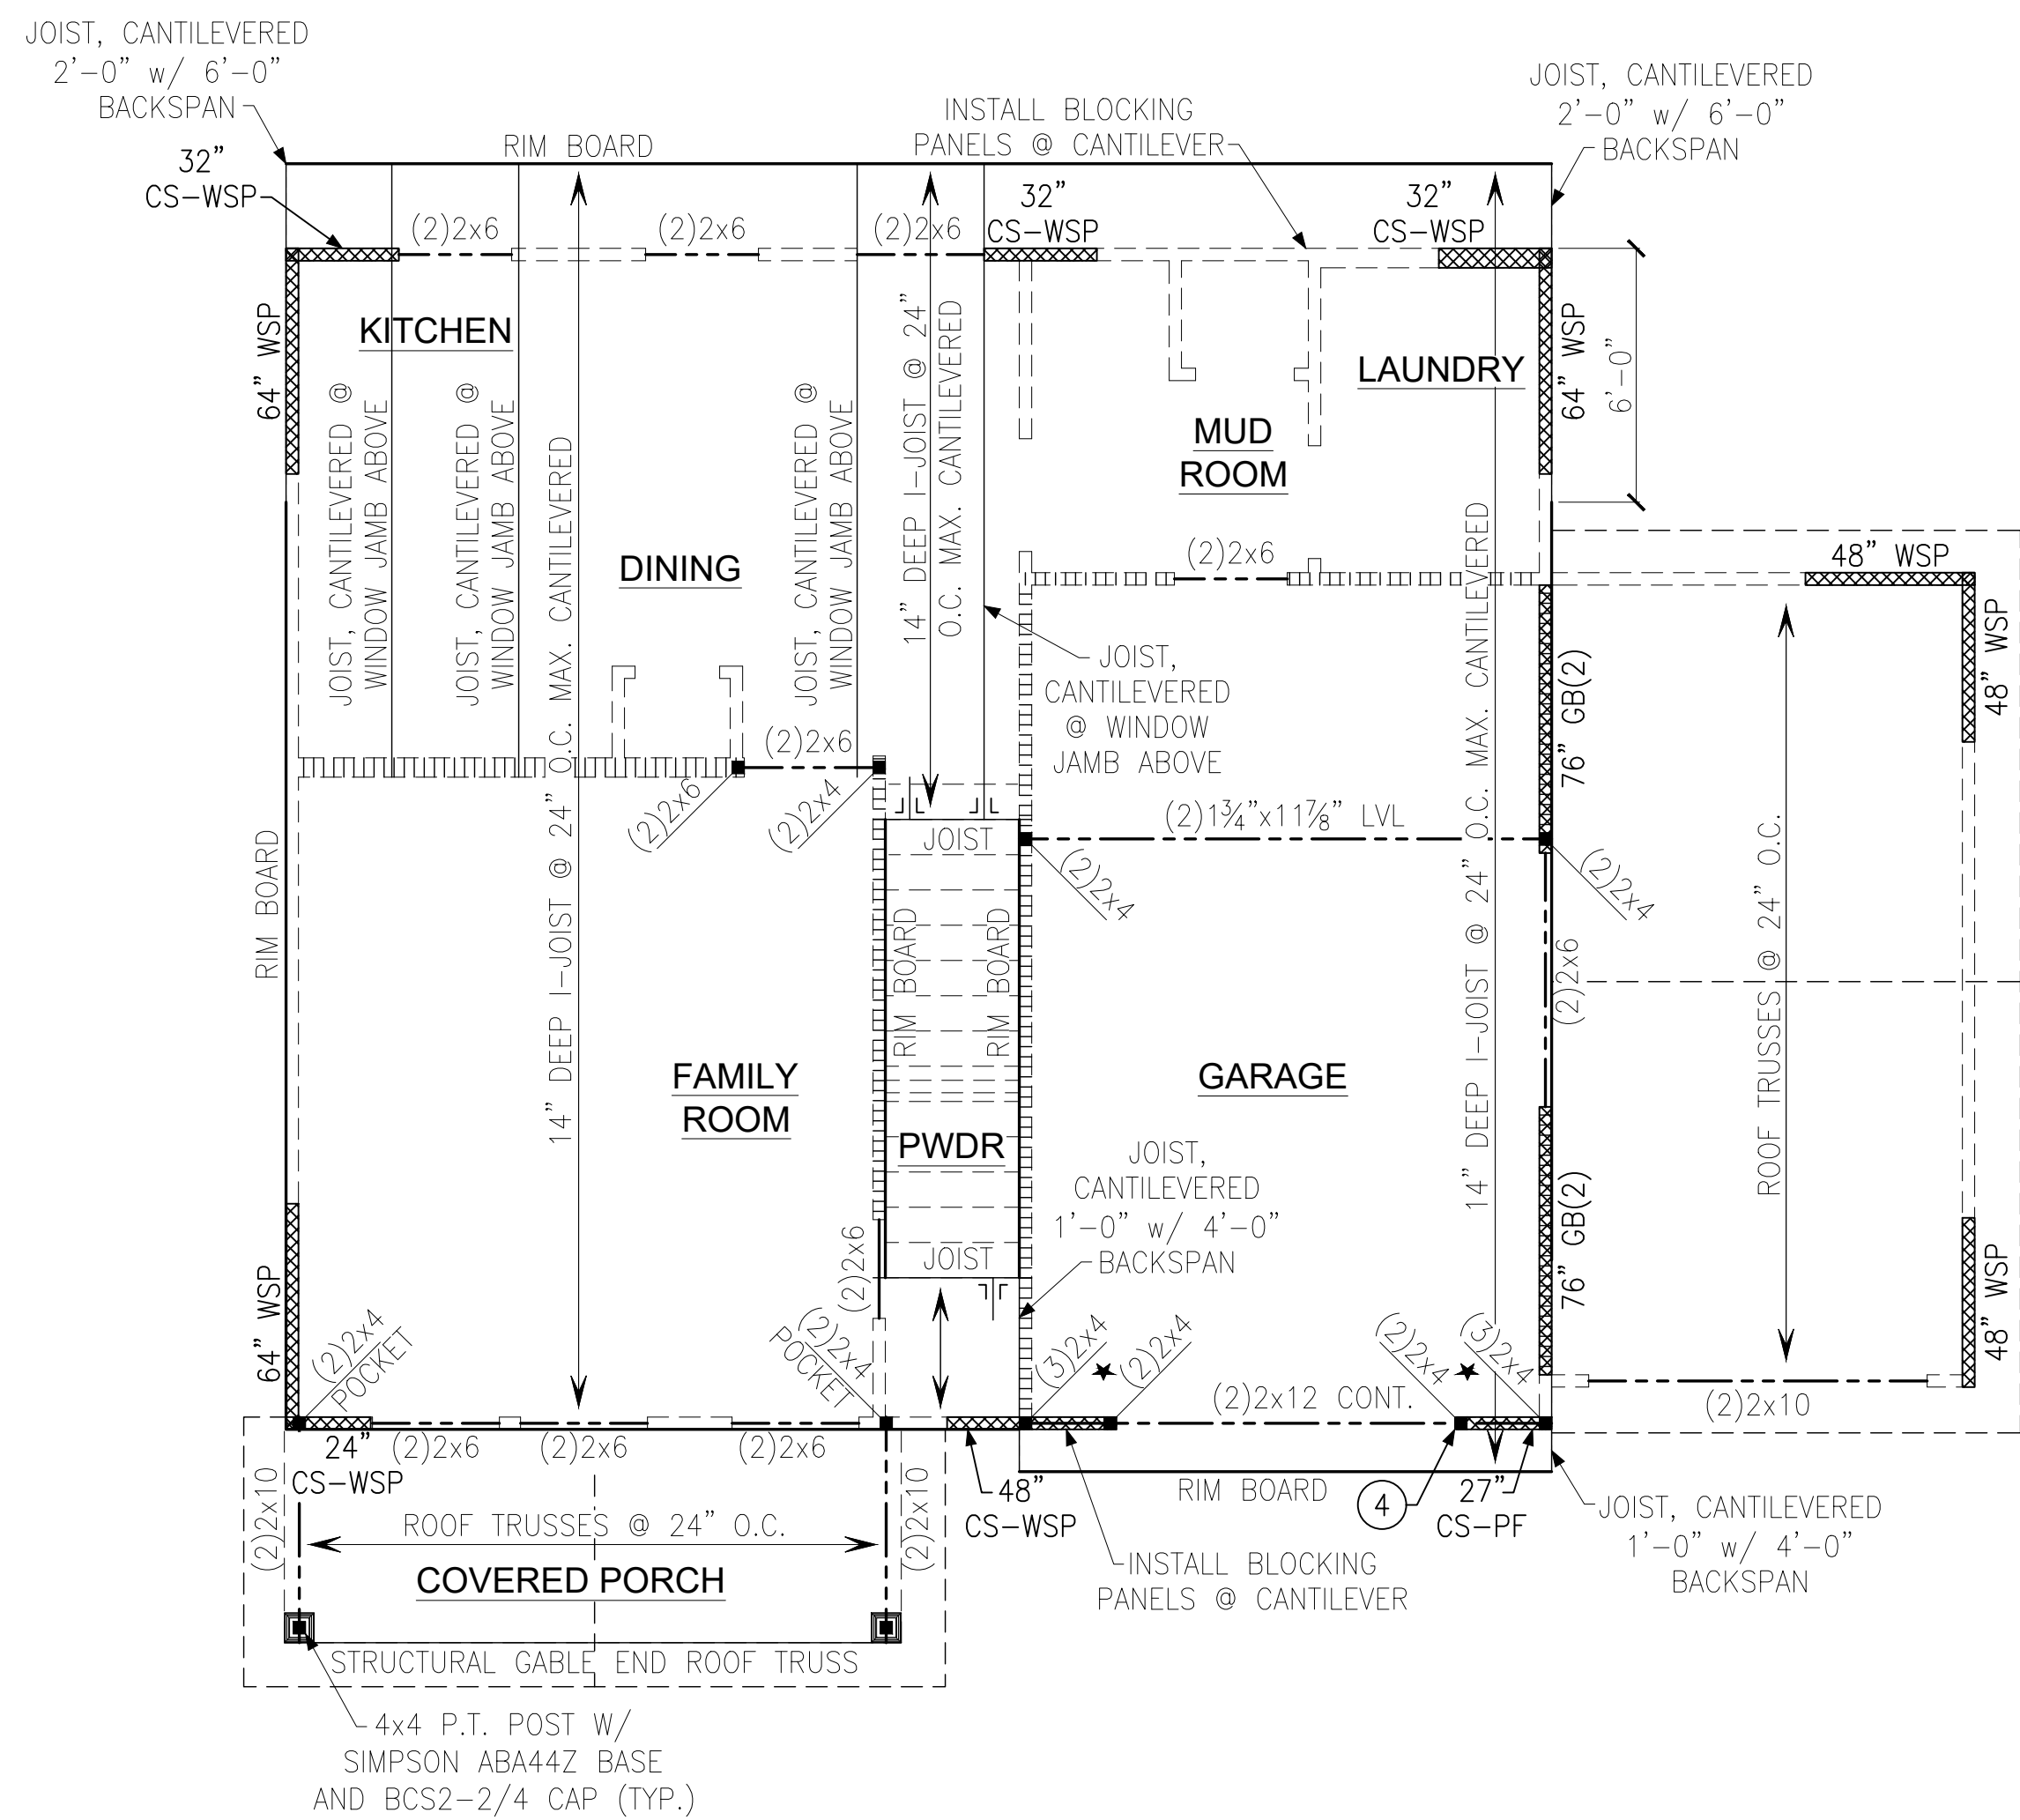 JOIST, CANTILEVERED
2'-0" w/ 6'-0"
BACKSPAN
JOIST, CANTILEVERED
2'-0" w/ 6'-0"
BACKSPAN
INSTALL BLOCKING
PANELS @ CANTILEVER
RIM BOARD
32"
CS-WSP
32"
CS-WSP
32"
CS-WSP
(2)2x6
(2)2x6
(2)2x6
KITCHEN
64" WSP
LAUNDRY
64" WSP
6'-0"
MUD
ROOM
JOIST, CANTILEVERED @
WINDOW JAMB ABOVE
JOIST, CANTILEVERED @
WINDOW JAMB ABOVE
14" DEEP I-JOIST @ 24" O.C. MAX. CANTILEVERED
JOIST, CANTILEVERED @
WINDOW JAMB ABOVE
14" DEEP I-JOIST @ 24"
O.C. MAX. CANTILEVERED
DINING
(2)2x6
48" WSP
48" WSP
JOIST,
CANTILEVERED
@ WINDOW
JAMB ABOVE
14" DEEP I-JOIST @ 24" O.C. MAX. CANTILEVERED
76" GB(2)
(2)2x6
(2)2x6
(2)2x4
(2)1¾"x11⅞" LVL
(2)2x4
(2)2x4
JOIST
RIM BOARD
RIM BOARD
RIM BOARD
(2)2x6
ROOF TRUSSES @ 24" O.C.
FAMILY
ROOM
GARAGE
PWDR
JOIST,
CANTILEVERED
1'-0" w/ 4'-0"
BACKSPAN
JOIST
(2)2x6
64" WSP
76" GB(2)
48" WSP
(2)2x4
POCKET
(2)2x4
POCKET
(3)2x4
(2)2x4
(2)2x4
(3)2x4
(2)2x12 CONT.
(2)2x10
24"
CS-WSP
(2)2x6
(2)2x6
(2)2x6
48"
CS-WSP
RIM BOARD
4
27"
CS-PF
JOIST, CANTILEVERED
1'-0" w/ 4'-0"
BACKSPAN
(2)2x10
(2)2x10
ROOF TRUSSES @ 24" O.C.
COVERED PORCH
INSTALL BLOCKING
PANELS @ CANTILEVER
STRUCTURAL GABLE END ROOF TRUSS
4x4 P.T. POST W/
SIMPSON ABA44Z BASE
AND BCS2-2/4 CAP (TYP.)